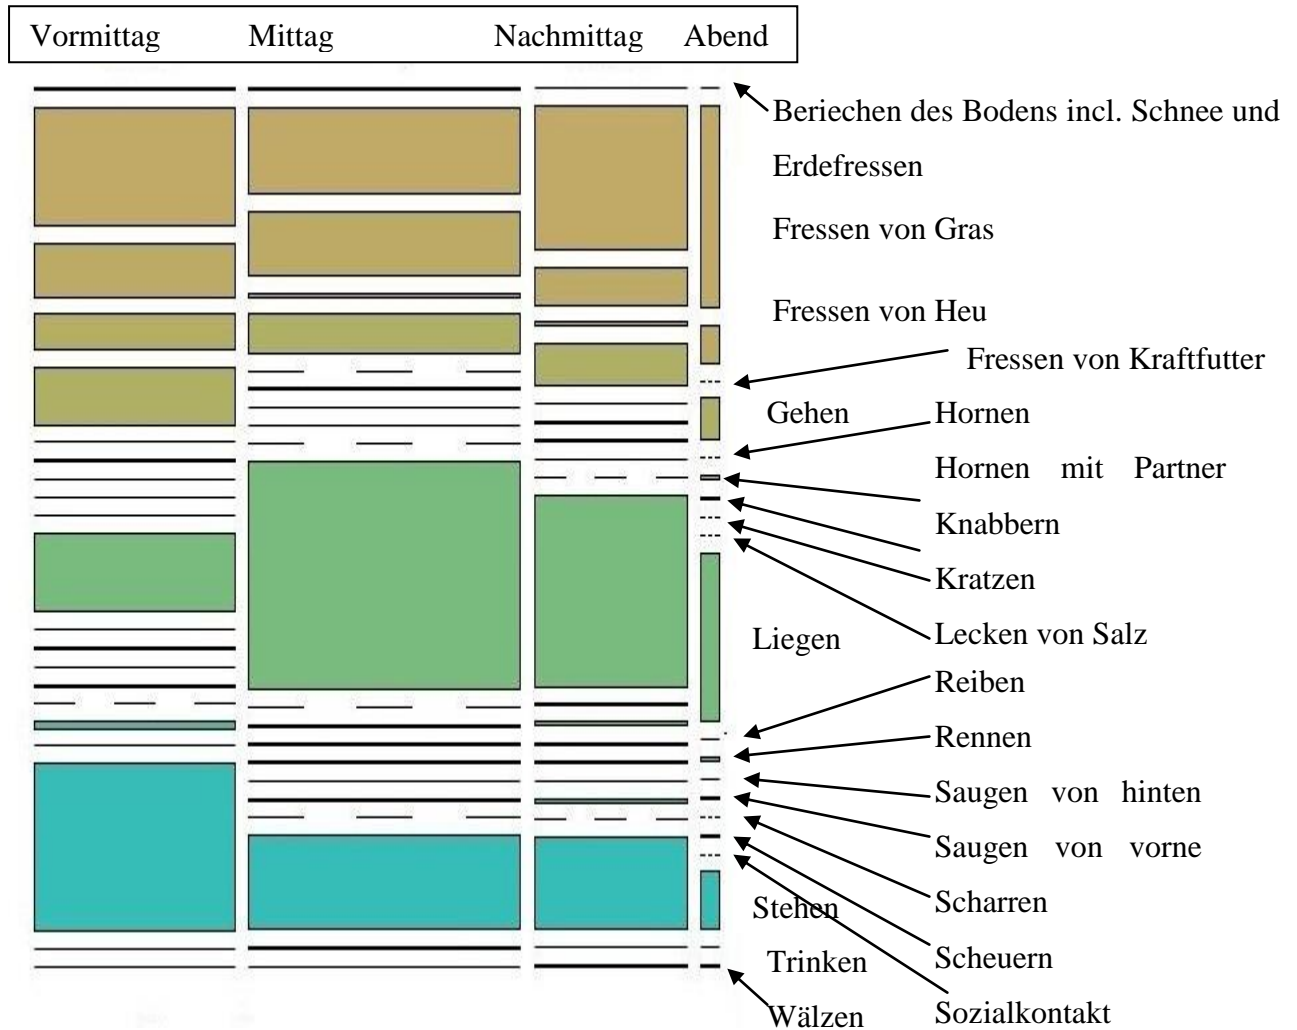 Vormittag Mittag Nachmittag Abend
Beriechen des Bodens incl. Schnee und
Erdefressen
Fressen von Gras
Fressen von Heu
Fressen von Kraftfutter
Gehen Hornen
Hornen mit Partner
Knabbern
Kratzen
Liegen Lecken von Salz
Reiben
Rennen
Saugen von hinten
Saugen von vorne
Stehen Scharren
Trinken Scheuern
Wälzen Sozialkontakt